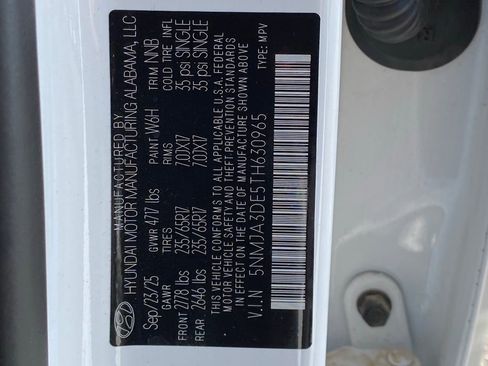 MANUFACTURED BY
HYUNDAI MOTOR MANUFACTURING ALABAMA, LLC
Sep/23/25 GVWR 4717 lbs PAINT W6H TRIM NNB
GAWR TIRES RIMS COLD TIRE INFL
FRONT 2778 lbs 235/65R17 7.0JX17 35 psi SINGLE
REAR 2646 lbs 235/65R17 7.0JX17 35 psi SINGLE
THIS VEHICLE CONFORMS TO ALL APPLICABLE U.S.A. FEDERAL
MOTOR VEHICLE SAFETY AND THEFT PREVENTION STANDARDS
IN EFFECT ON THE DATE OF MANUFACTURE SHOWN ABOVE
V.I.N 5NMJA3DE5TH630965 TYPE: MPV